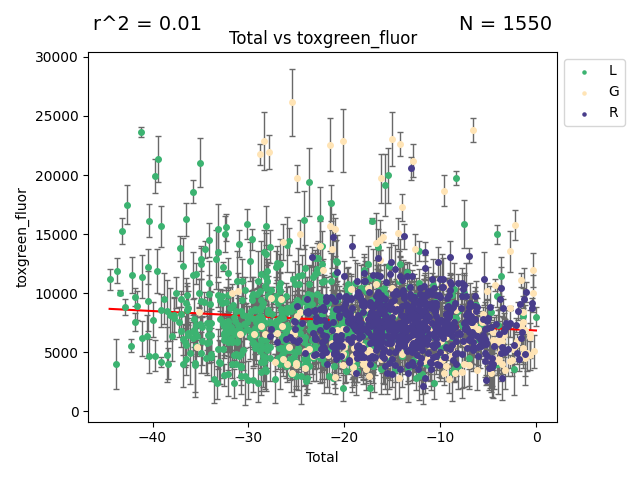 r^2 = 0.01 N = 1550
Total vs toxgreen_fluor
30000
25000
20000
15000
10000
5000
0
toxgreen_fluor
−40 −30 −20 −10 0
Total
L
G
R